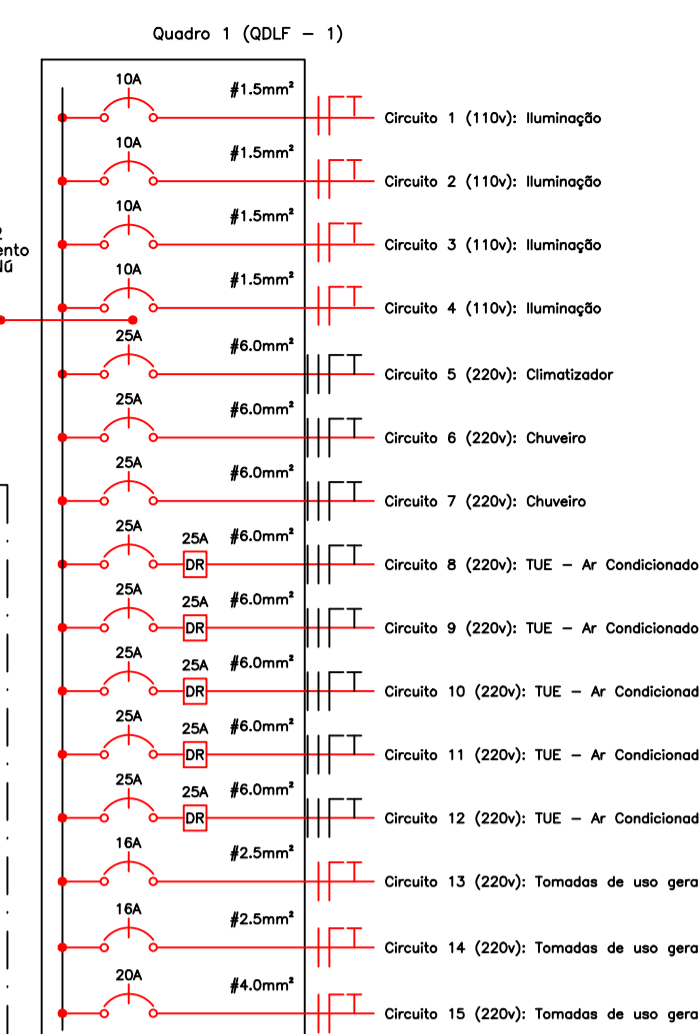 Quadro 1 (QDLF - 1)
10A #1.5mm² Circuito 1 (110v): Iluminação
10A #1.5mm² Circuito 2 (110v): Iluminação
10A #1.5mm² Circuito 3 (110v): Iluminação
ento
10A #1.5mm² Circuito 4 (110v): Iluminação
25A #6.0mm² Circuito 5 (220v): Climatizador
25A #6.0mm² Circuito 6 (220v): Chuveiro
25A #6.0mm² Circuito 7 (220v): Chuveiro
25A 25A DR #6.0mm² Circuito 8 (220v): TUE - Ar Condicionado
25A 25A DR #6.0mm² Circuito 9 (220v): TUE - Ar Condicionado
25A 25A DR #6.0mm² Circuito 10 (220v): TUE - Ar Condicionad
25A 25A DR #6.0mm² Circuito 11 (220v): TUE - Ar Condicionad
25A 25A DR #6.0mm² Circuito 12 (220v): TUE - Ar Condicionad
16A #2.5mm² Circuito 13 (220v): Tomadas de uso gera
16A #2.5mm² Circuito 14 (220v): Tomadas de uso gera
20A #4.0mm² Circuito 15 (220v): Tomadas de uso gera